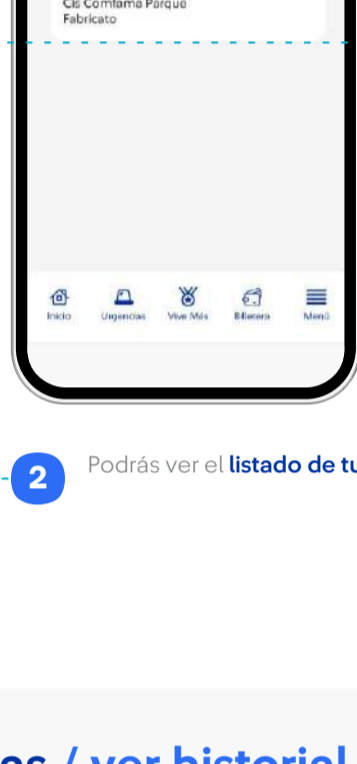 Cis Comfama Parque
Fabricato
Inicio
Urgencias
Vive Más
Billetera
Menú
2
Podrás ver el listado de tu
os / ver historial